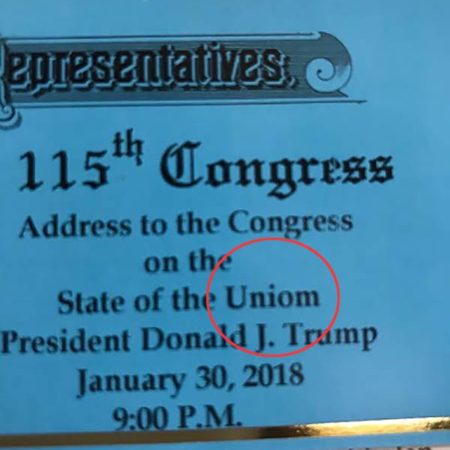 epresentatives,
115th Congress
Address to the Congress
on the
State of the Uniom
President Donald J. Trump
January 30, 2018
9:00 P.M.